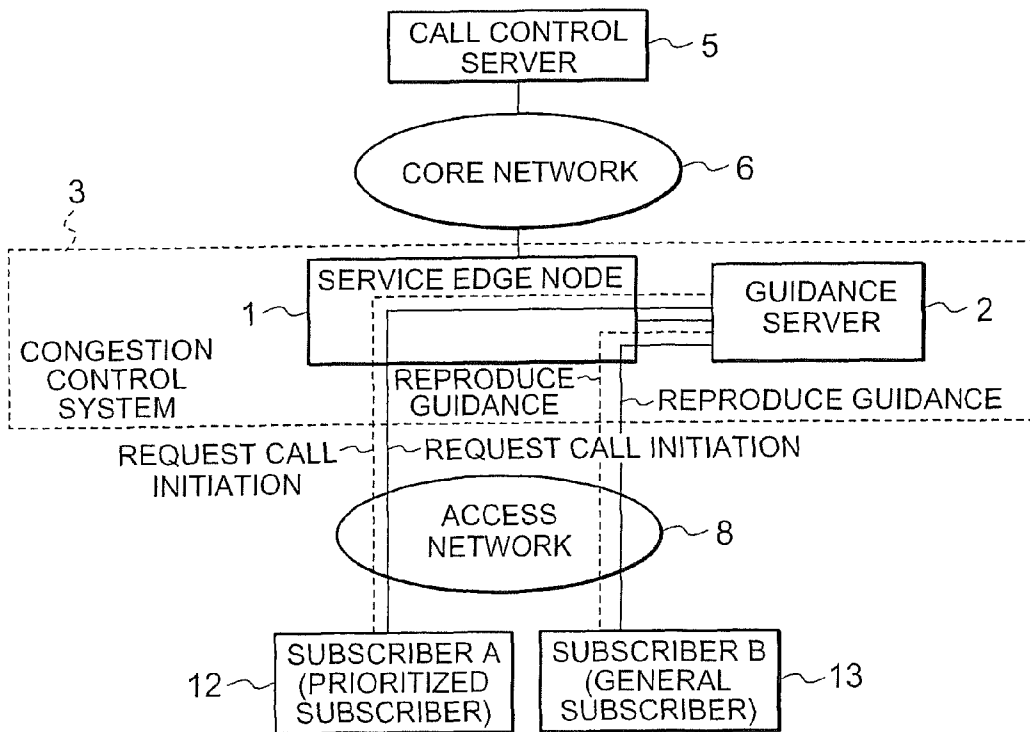 CALL CONTROL
SERVER
5
CORE NETWORK
6
3
SERVICE EDGE NODE
1
GUIDANCE
SERVER
2
CONGESTION
CONTROL
SYSTEM
REPRODUCE
GUIDANCE
REPRODUCE GUIDANCE
REQUEST CALL
INITIATION
REQUEST CALL INITIATION
ACCESS
NETWORK
8
SUBSCRIBER A
(PRIORITIZED
SUBSCRIBER)
12
SUBSCRIBER B
(GENERAL
SUBSCRIBER)
13